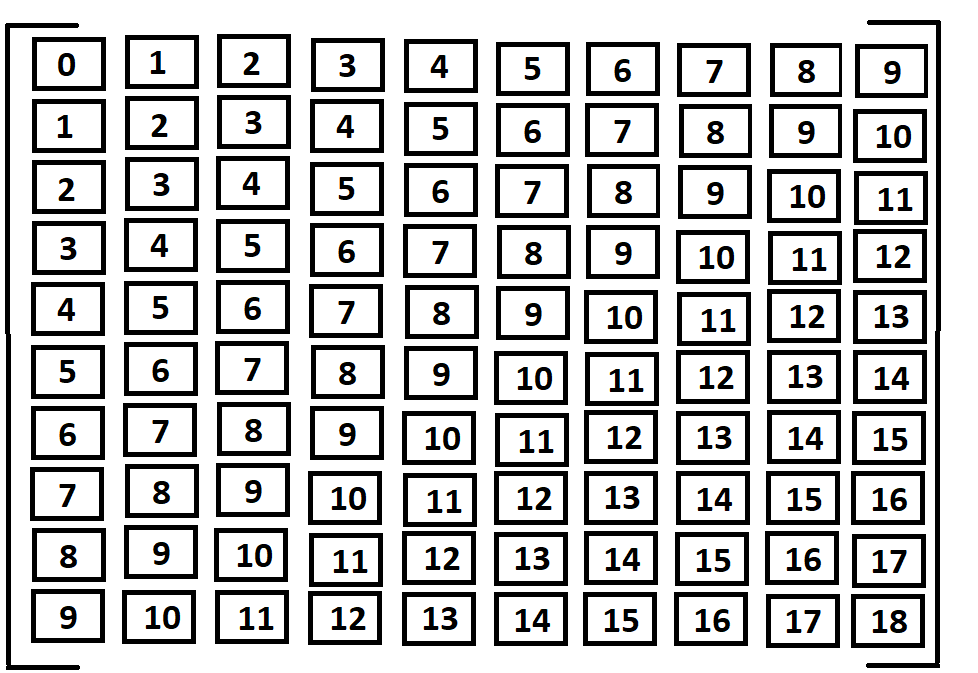 0 1 2 3 4 5 6 7 8 9
1 2 3 4 5 6 7 8 9 10
2 3 4 5 6 7 8 9 10 11
3 4 5 6 7 8 9 10 11 12
4 5 6 7 8 9 10 11 12 13
5 6 7 8 9 10 11 12 13 14
6 7 8 9 10 11 12 13 14 15
7 8 9 10 11 12 13 14 15 16
8 9 10 11 12 13 14 15 16 17
9 10 11 12 13 14 15 16 17 18